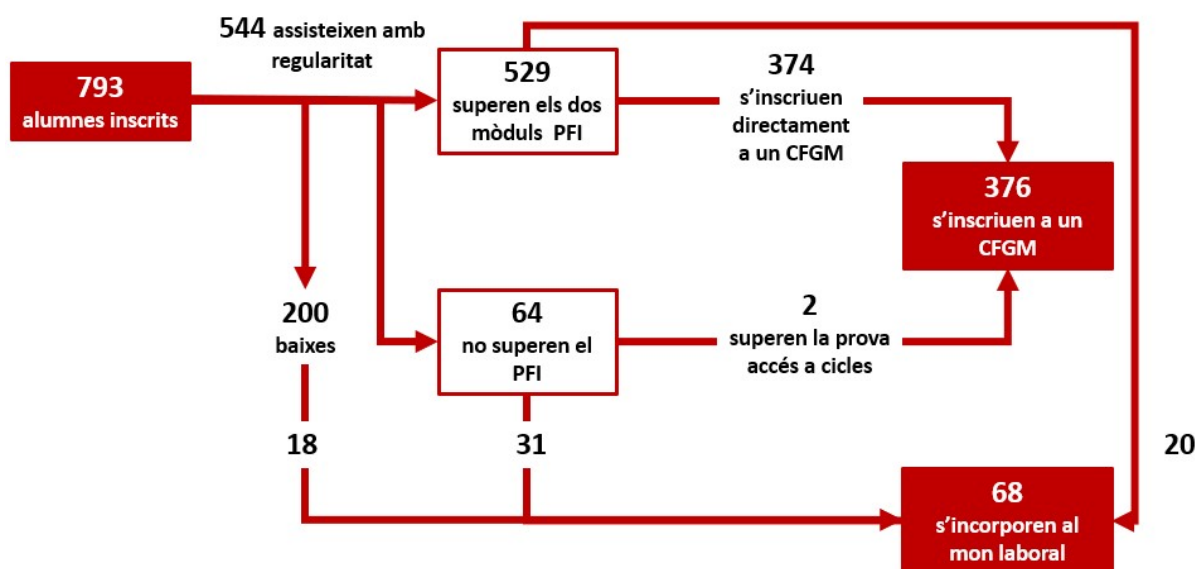 544 assisteixen amb
regularitat
793
alumnes inscrits
529
superen els dos
mòduls PFI
374
s'inscriuen
directament
a un CFGM
376
s'inscriuen a un
CFGM
200
baixes
64
no superen el
PFI
2
superen la prova
accés a cicles
18
31
20
68
s'incorporen al
mon laboral